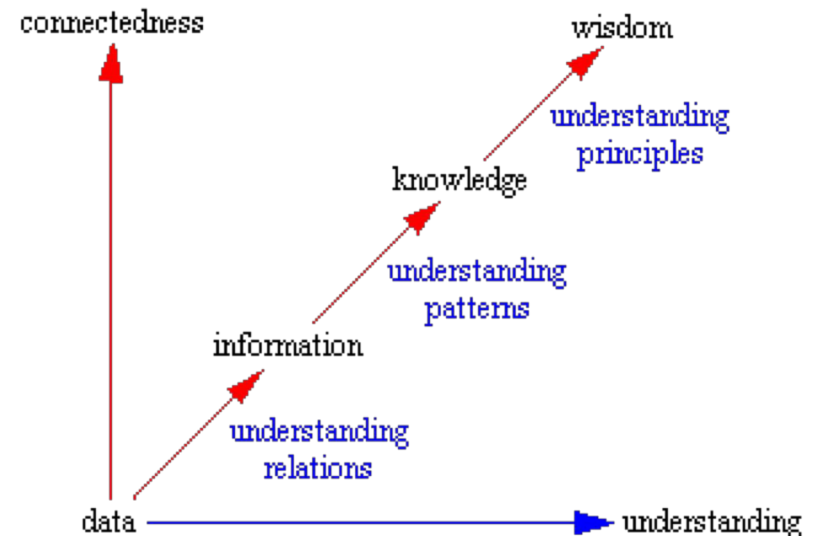 connectedness
wisdom
understanding
principles
knowledge
understanding
patterns
information
understanding
relations
data
understanding